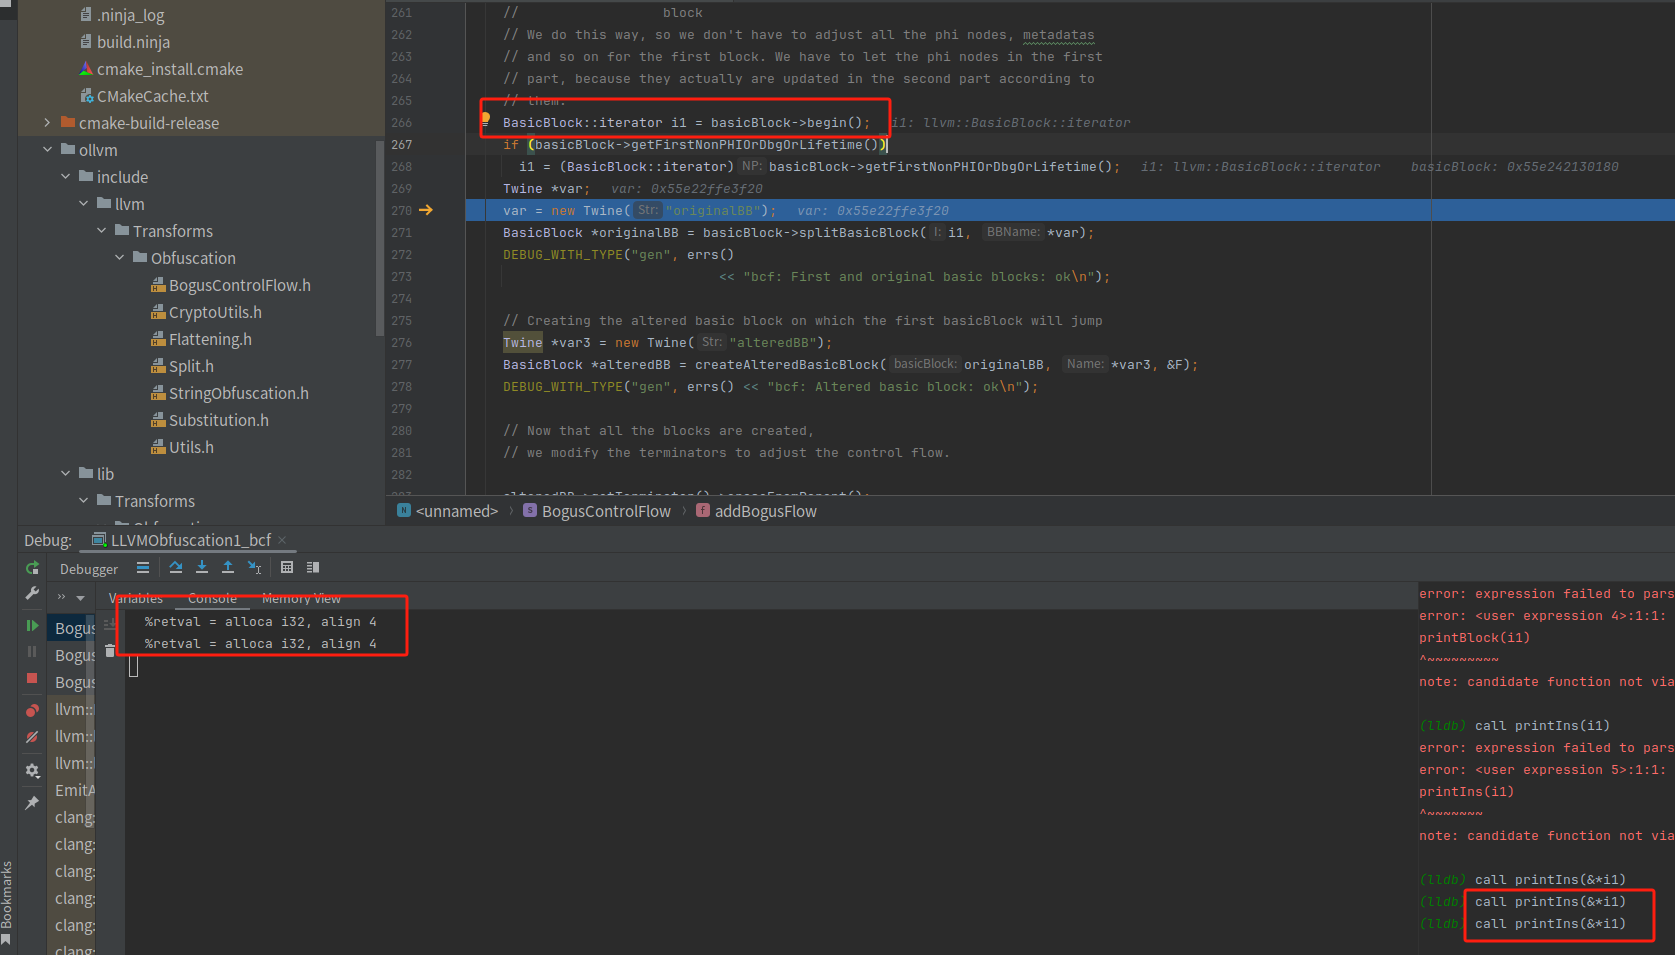 .ninja_log
build.ninja
cmake_install.cmake
CMakeCache.txt
cmake-build-release
ollvm
include
llvm
Transforms
Obfuscation
BogusControlFlow.h
CryptoUtils.h
Flattening.h
Split.h
StringObfuscation.h
Substitution.h
Utils.h
lib
Transforms
261 // block
262 // We do this way, so we don't have to adjust all the phi nodes, metadatas
263 // and so on for the first block. We have to let the phi nodes in the first
264 // part, because they actually are updated in the second part according to
265 // them.
266 BasicBlock::iterator i1 = basicBlock->begin(); i1: llvm::BasicBlock::iterator
267 if (basicBlock->getFirstNonPHIOrDbgOrLifetime())
268 i1 = (BasicBlock::iterator) NP: basicBlock->getFirstNonPHIOrDbgOrLifetime(); i1: llvm::BasicBlock::iterator basicBlock: 0x55e242130180
269 Twine *var; var: 0x55e22ffe3f20
270 var = new Twine( Str: "originalBB"); var: 0x55e22ffe3f20
271 BasicBlock *originalBB = basicBlock->splitBasicBlock( I: i1, BBName: *var);
272 DEBUG_WITH_TYPE("gen", errs()
273 << "bcf: First and original basic blocks: ok\n");
274
275 // Creating the altered basic block on which the first basicBlock will jump
276 Twine *var3 = new Twine( Str: "alteredBB");
277 BasicBlock *alteredBB = createAlteredBasicBlock( basicBlock: originalBB, Name: *var3, &F);
278 DEBUG_WITH_TYPE("gen", errs() << "bcf: Altered basic block: ok\n");
279
280 // Now that all the blocks are created,
281 // we modify the terminators to adjust the control flow.
282
N <unnamed> › S BogusControlFlow › f addBogusFlow
Debug: LLVMObfuscation1_bcf ×
Debugger
Variables Console Memory View
Bogus
Bogus
Bogus
llvm::
llvm::
llvm::
EmitA
clang:
clang:
clang:
clang:
clang:
clang:
Bookmarks
%retval = alloca i32, align 4
%retval = alloca i32, align 4
error: expression failed to pars
error: <user expression 4>:1:1:
printBlock(i1)
^~~~~~~~~~
note: candidate function not via
(lldb) call printIns(i1)
error: expression failed to pars
error: <user expression 5>:1:1:
printIns(i1)
^~~~~~~~
note: candidate function not via
(lldb) call printIns(&*i1)
(lldb) call printIns(&*i1)
(lldb) call printIns(&*i1)